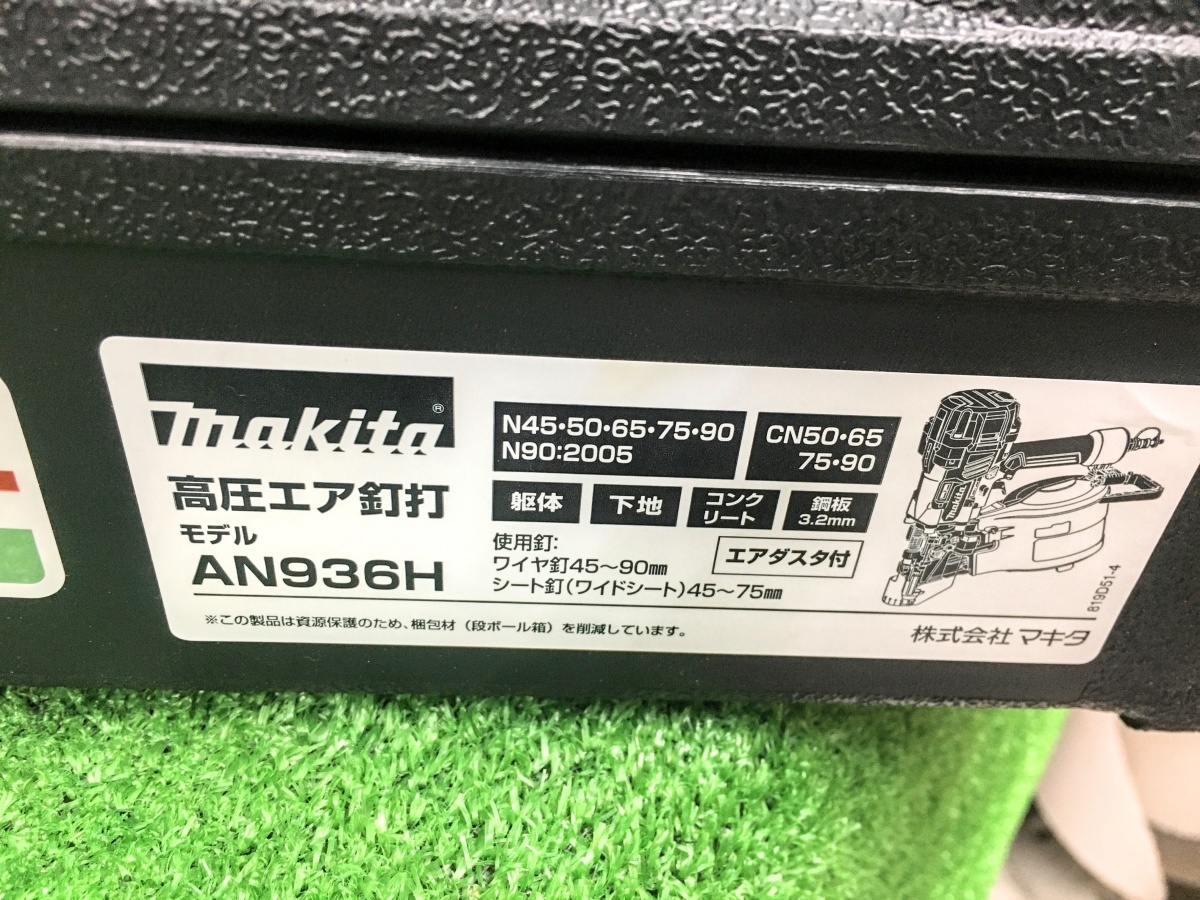 makita®
高圧エア釘打
モデル
AN936H
N45・50・65・75・90
N90:2005
CN50・65
75・90
躯体
下地
コンク
リート
鋼板
3.2mm
使用釘:
ワイヤ釘45～90㎜
シート釘(ワイドシート)45～75㎜
エアダスタ付
makita
819D51-4
※この製品は資源保護のため、梱包材（段ボール箱）を削減しています。
株式会社マキタ